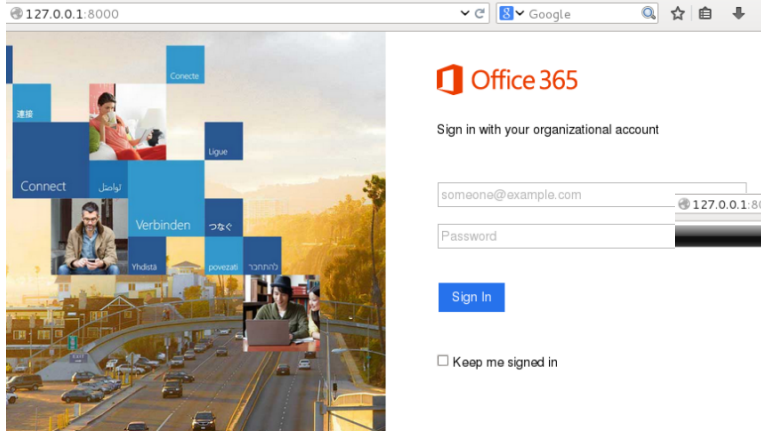 127.0.0.1:8000
Google
Conecte
連接
Ligue
Connect
تواصل
Verbinden
つなぐ
Yhdistä
povezati
להתחבר
Office 365
Sign in with your organizational account
someone@example.com
127.0.0.1:80
Password
Sign In
Keep me signed in